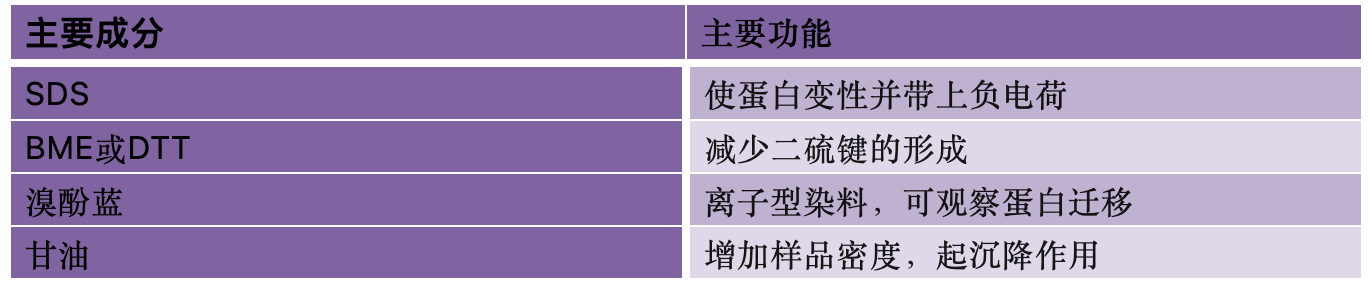 主要成分 主要功能
SDS 使蛋白变性并带上负电荷
BME或DTT 减少二硫键的形成
溴酚蓝 离子型染料，可观察蛋白迁移
甘油 增加样品密度，起沉降作用